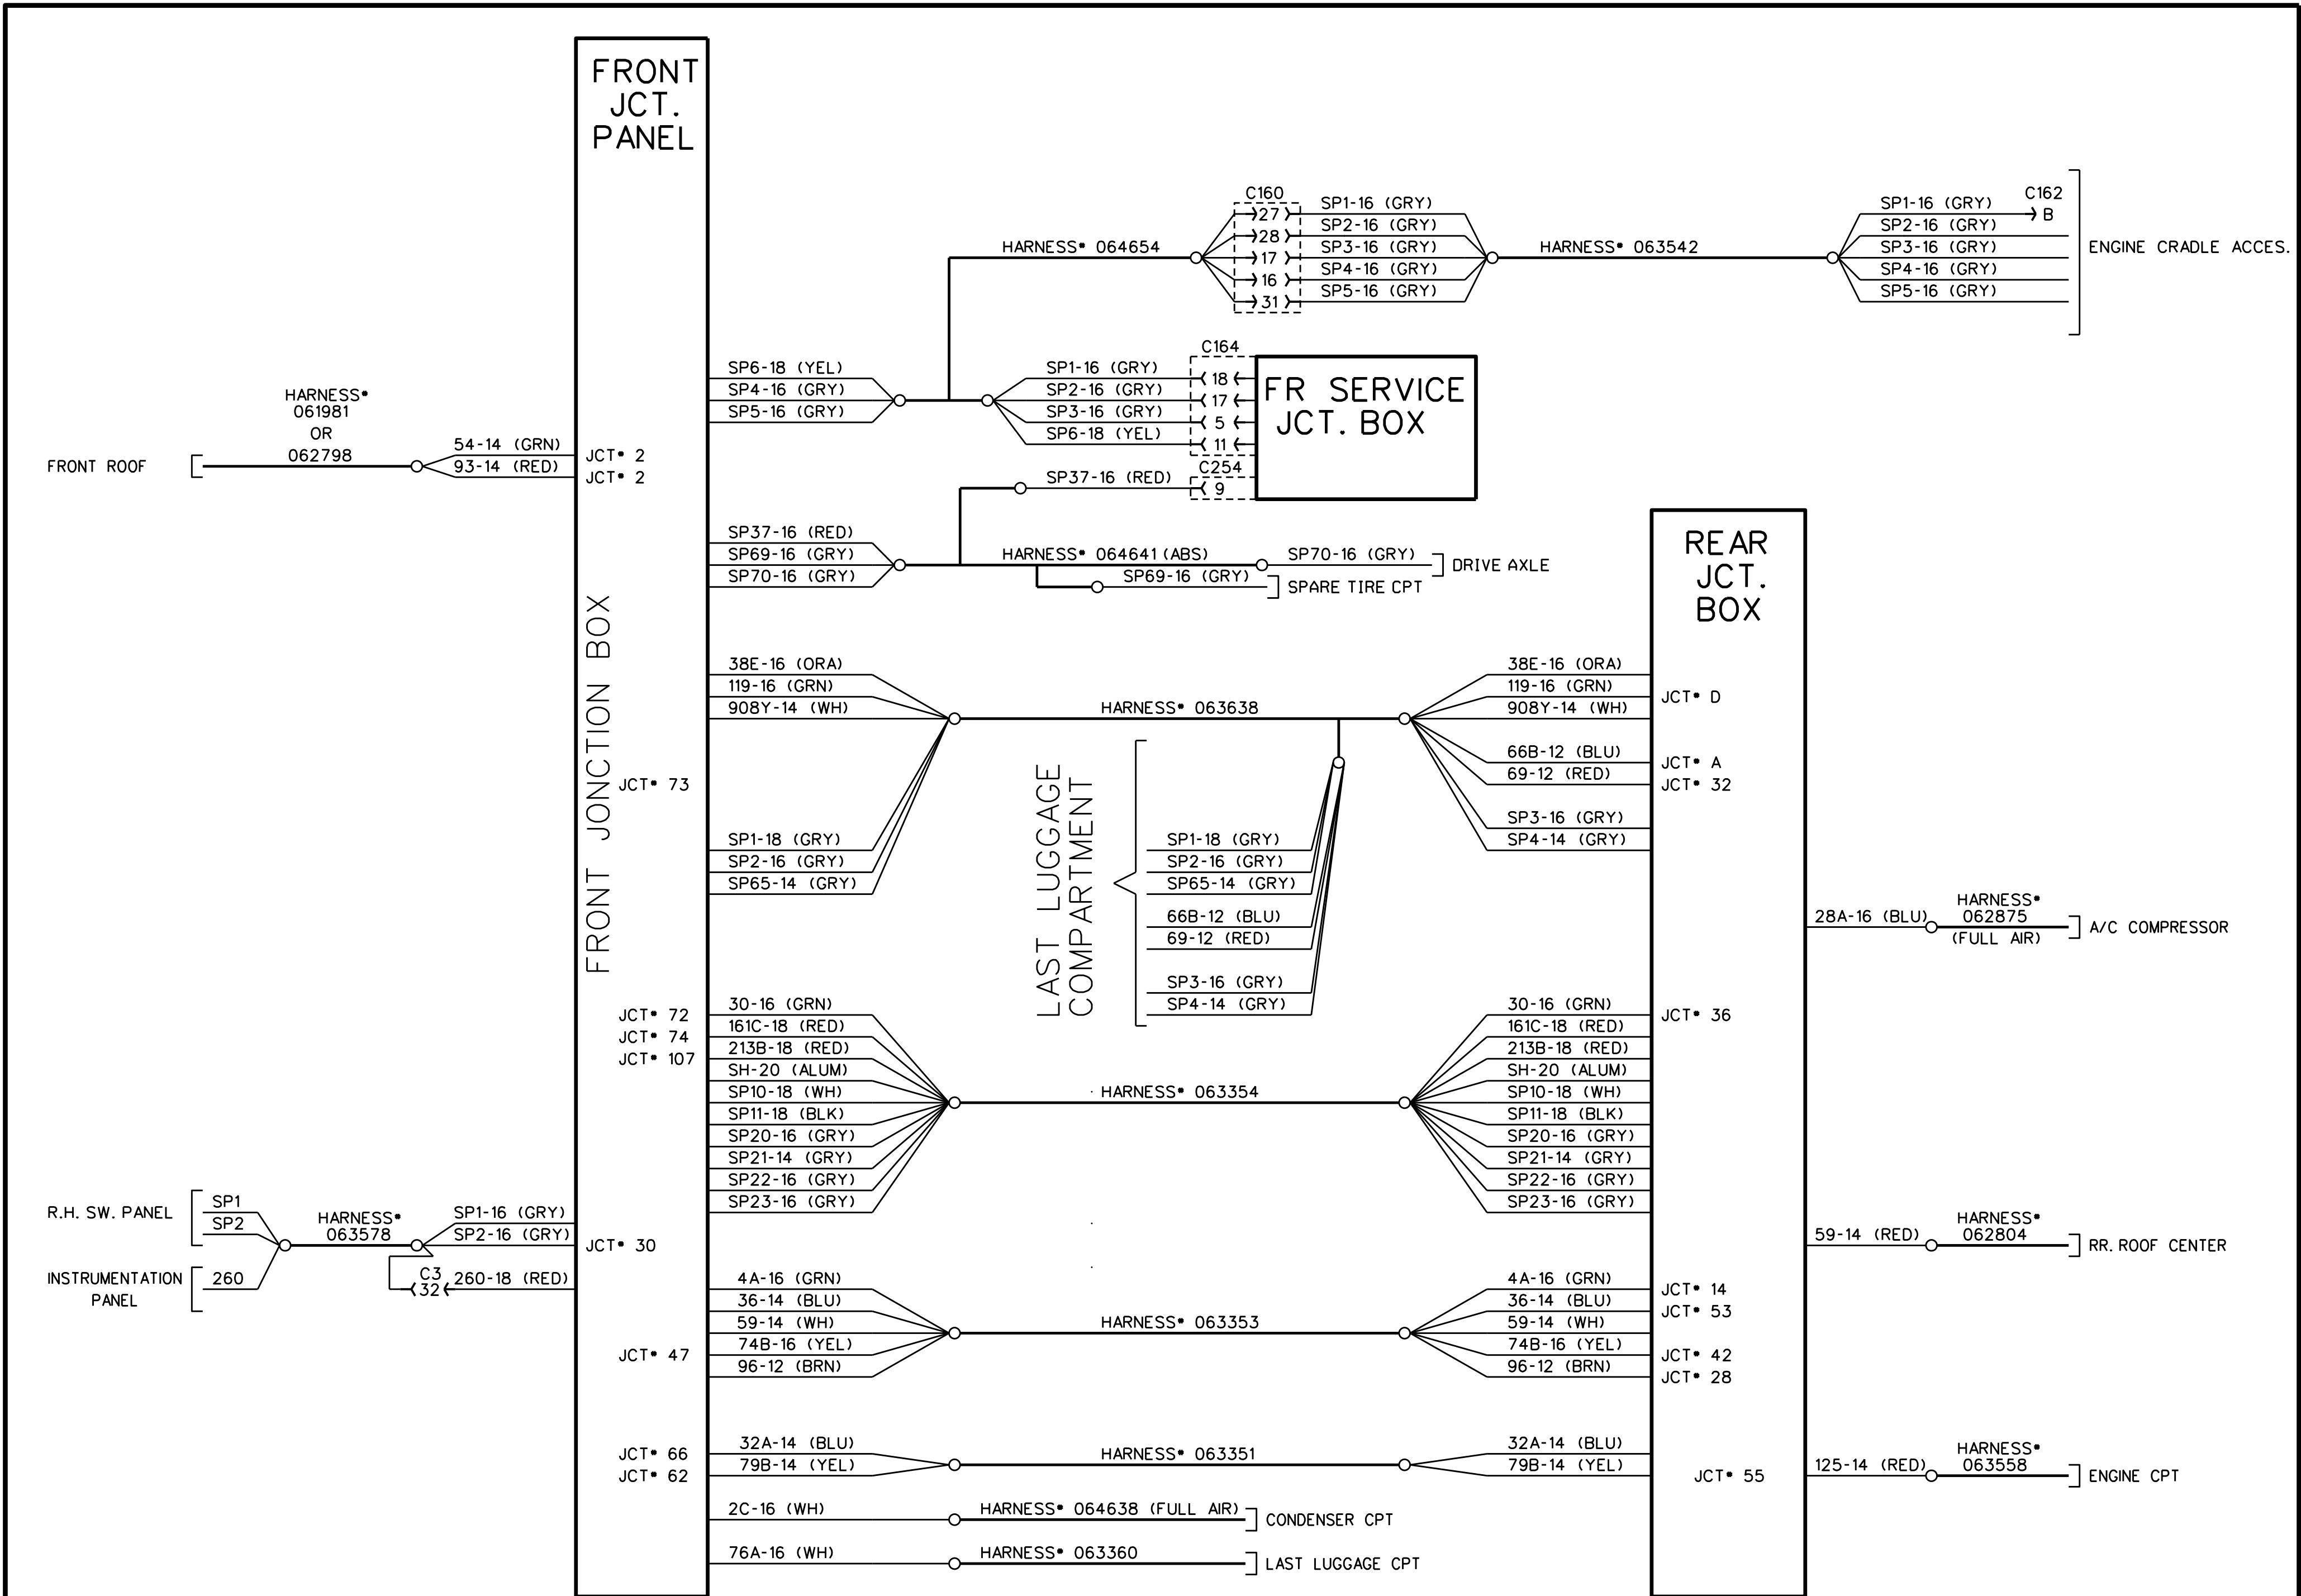 FRONT
JCT.
PANEL
FRONT JONCTION BOX
HARNESS* 064654
C160
27
28
17
16
31
SP1-16 (GRY)
SP2-16 (GRY)
SP3-16 (GRY)
SP4-16 (GRY)
SP5-16 (GRY)
HARNESS* 063542
SP1-16 (GRY)
SP2-16 (GRY)
SP3-16 (GRY)
SP4-16 (GRY)
SP5-16 (GRY)
C162
B
ENGINE CRADLE ACCES.
SP6-18 (YEL)
SP4-16 (GRY)
SP5-16 (GRY)
SP1-16 (GRY)
SP2-16 (GRY)
SP3-16 (GRY)
SP6-18 (YEL)
C164
18
17
5
11
C254
9
FR SERVICE
JCT. BOX
SP37-16 (RED)
FRONT ROOF
HARNESS*
061981
OR
062798
54-14 (GRN)
93-14 (RED)
JCT* 2
JCT* 2
SP37-16 (RED)
SP69-16 (GRY)
SP70-16 (GRY)
HARNESS* 064641 (ABS)
SP70-16 (GRY)
DRIVE AXLE
SP69-16 (GRY)
SPARE TIRE CPT
REAR
JCT.
BOX
38E-16 (ORA)
119-16 (GRN)
908Y-14 (WH)
JCT* 73
SP1-18 (GRY)
SP2-16 (GRY)
SP65-14 (GRY)
HARNESS* 063638
LAST LUGGAGE
COMPARTMENT
SP1-18 (GRY)
SP2-16 (GRY)
SP65-14 (GRY)
66B-12 (BLU)
69-12 (RED)
SP3-16 (GRY)
SP4-14 (GRY)
38E-16 (ORA)
119-16 (GRN)
908Y-14 (WH)
66B-12 (BLU)
69-12 (RED)
SP3-16 (GRY)
SP4-14 (GRY)
JCT* D
JCT* A
JCT* 32
28A-16 (BLU)
HARNESS*
062875
(FULL AIR)
A/C COMPRESSOR
JCT* 72
JCT* 74
JCT* 107
30-16 (GRN)
161C-18 (RED)
213B-18 (RED)
SH-20 (ALUM)
SP10-18 (WH)
SP11-18 (BLK)
SP20-16 (GRY)
SP21-14 (GRY)
SP22-16 (GRY)
SP23-16 (GRY)
HARNESS* 063354
30-16 (GRN)
161C-18 (RED)
213B-18 (RED)
SH-20 (ALUM)
SP10-18 (WH)
SP11-18 (BLK)
SP20-16 (GRY)
SP21-14 (GRY)
SP22-16 (GRY)
SP23-16 (GRY)
JCT* 36
R.H. SW. PANEL
SP1
SP2
INSTRUMENTATION
PANEL
260
HARNESS*
063578
SP1-16 (GRY)
SP2-16 (GRY)
C3
32
260-18 (RED)
JCT* 30
59-14 (RED)
HARNESS*
062804
RR. ROOF CENTER
4A-16 (GRN)
36-14 (BLU)
59-14 (WH)
74B-16 (YEL)
96-12 (BRN)
JCT* 47
HARNESS* 063353
4A-16 (GRN)
36-14 (BLU)
59-14 (WH)
74B-16 (YEL)
96-12 (BRN)
JCT* 14
JCT* 53
JCT* 42
JCT* 28
JCT* 66
JCT* 62
32A-14 (BLU)
79B-14 (YEL)
HARNESS* 063351
32A-14 (BLU)
79B-14 (YEL)
JCT* 55
125-14 (RED)
HARNESS*
063558
ENGINE CPT
2C-16 (WH)
HARNESS* 064638 (FULL AIR)
CONDENSER CPT
76A-16 (WH)
HARNESS* 063360
LAST LUGGAGE CPT